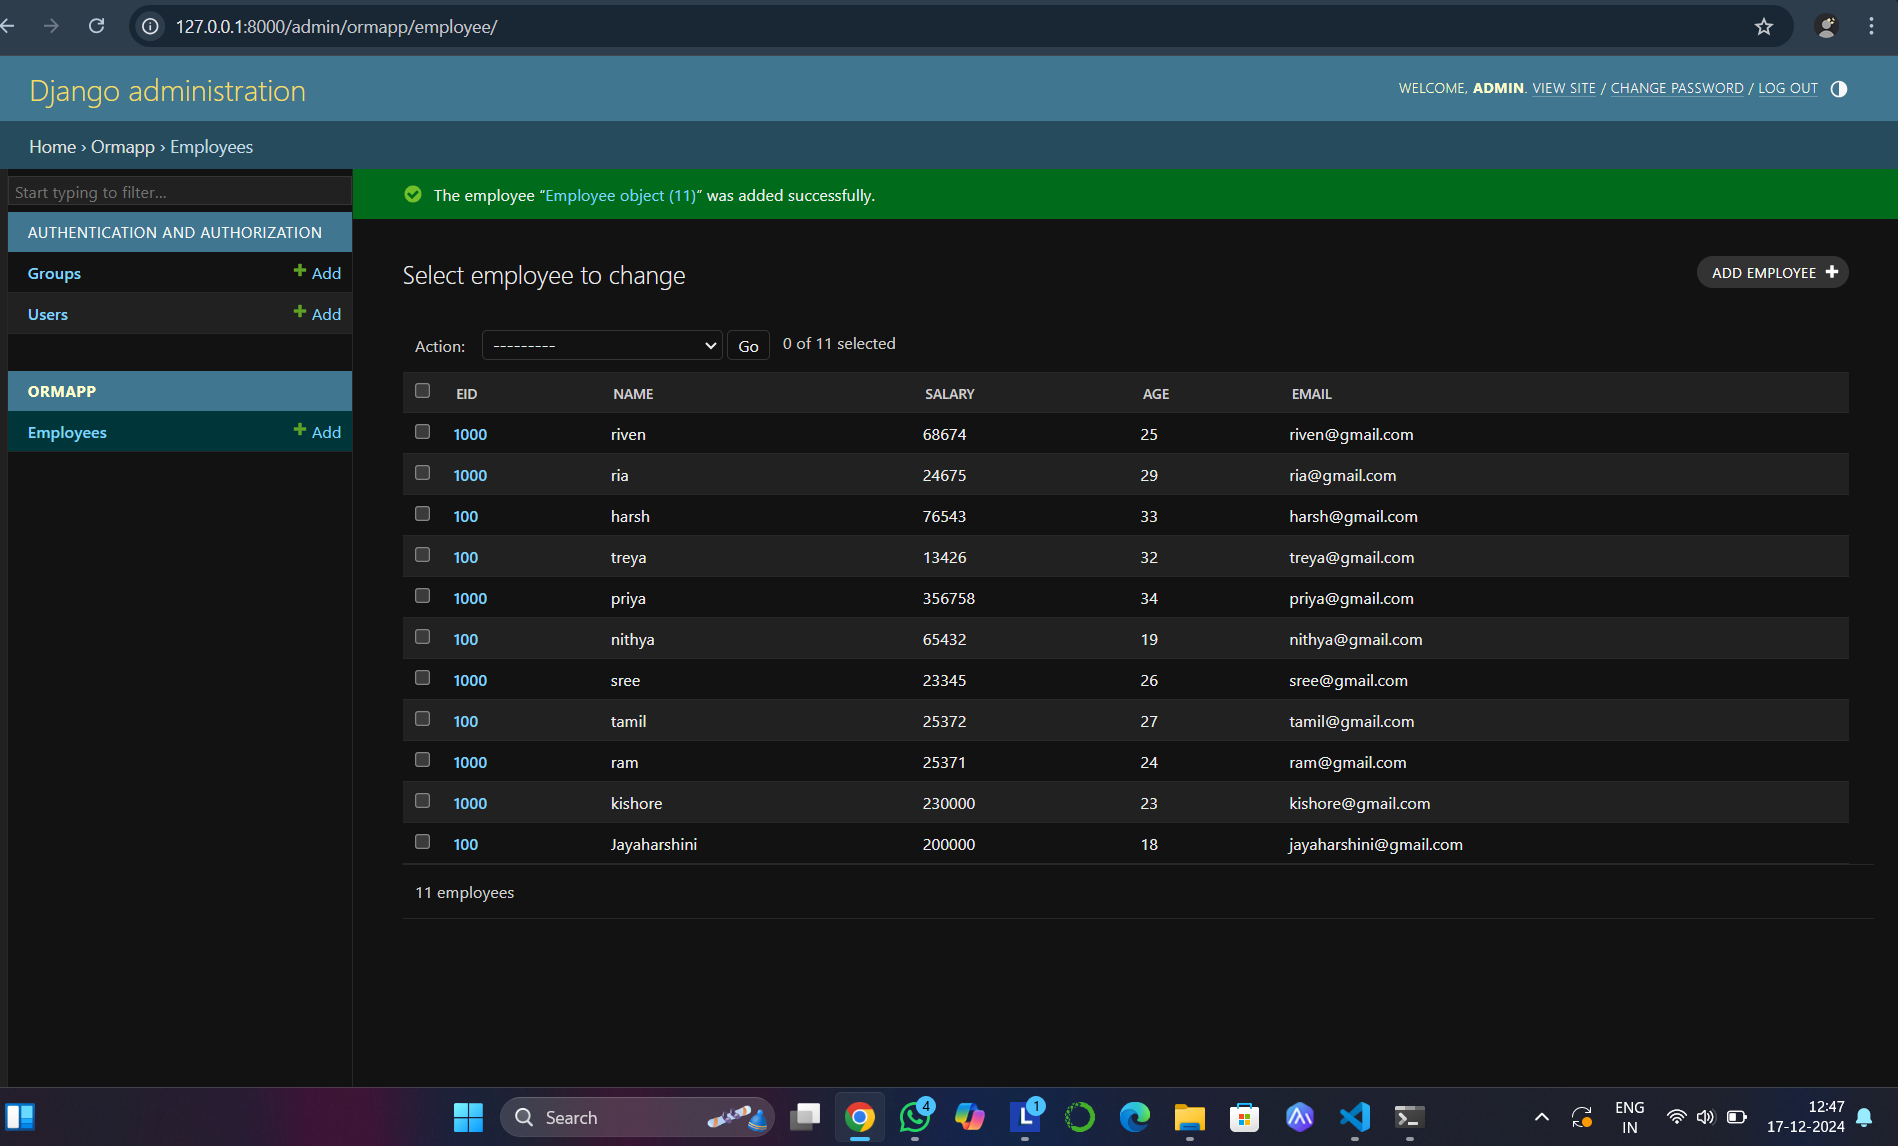 127.0.0.1:8000/admin/ormapp/employee/
Django administration
WELCOME, ADMIN. VIEW SITE / CHANGE PASSWORD / LOG OUT
Home › Ormapp › Employees
Start typing to filter...
AUTHENTICATION AND AUTHORIZATION
Groups Add
Users Add
ORMAPP
Employees Add
The employee “Employee object (11)” was added successfully.
Select employee to change
ADD EMPLOYEE
Action: --------- Go 0 of 11 selected
EID NAME SALARY AGE EMAIL
1000 riven 68674 25 riven@gmail.com
1000 ria 24675 29 ria@gmail.com
100 harsh 76543 33 harsh@gmail.com
100 treya 13426 32 treya@gmail.com
1000 priya 356758 34 priya@gmail.com
100 nithya 65432 19 nithya@gmail.com
1000 sree 23345 26 sree@gmail.com
100 tamil 25372 27 tamil@gmail.com
1000 ram 25371 24 ram@gmail.com
1000 kishore 230000 23 kishore@gmail.com
100 Jayaharshini 200000 18 jayaharshini@gmail.com
11 employees
Search
4
L 1
ENG
IN
12:47
17-12-2024